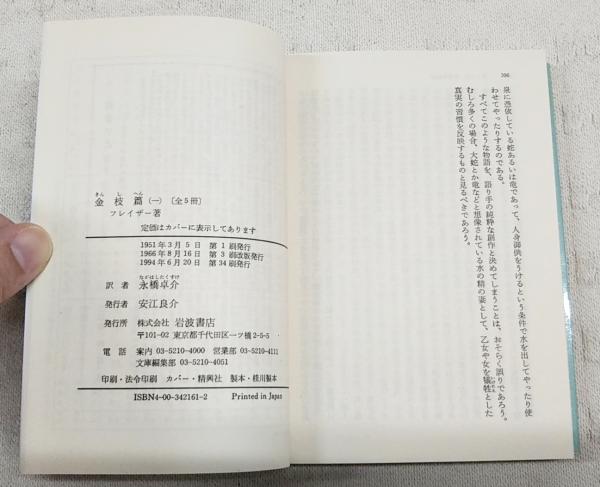 きんしへん
金枝篇(一)〔全5冊〕
フレイザー著
定価はカバーに表示してあります
1951年3月5日 第1刷発行
1966年8月16日 第3刷改版発行
1994年6月20日 第34刷発行
ながはしたくすけ
訳者 永橋卓介
発行者 安江良介
発行所 株式会社 岩波書店
〒101-02 東京都千代田区一ツ橋2-5-5
電話 案内 03-5210-4000 営業部 03-5210-4111
文庫編集部 03-5210-4051
印刷・法令印刷 カバー・精興社 製本・桂川製本
ISBN4-00-342161-2 Printed in Japan
306
泉に憑依している蛇あるいは竜であって、人身御供をうけるという条件で水を出してやったり使
わせてやったりするのである。
すべてこのような物語を、語り手の純粋な創作と決めてしまうことは、おそらく誤りであろう。
むしろ多くの場合、大蛇とか竜などと想像されている水の精の妻として、乙女や女を犠牲とした
真実の習慣を反映するものと見るべきであろう。